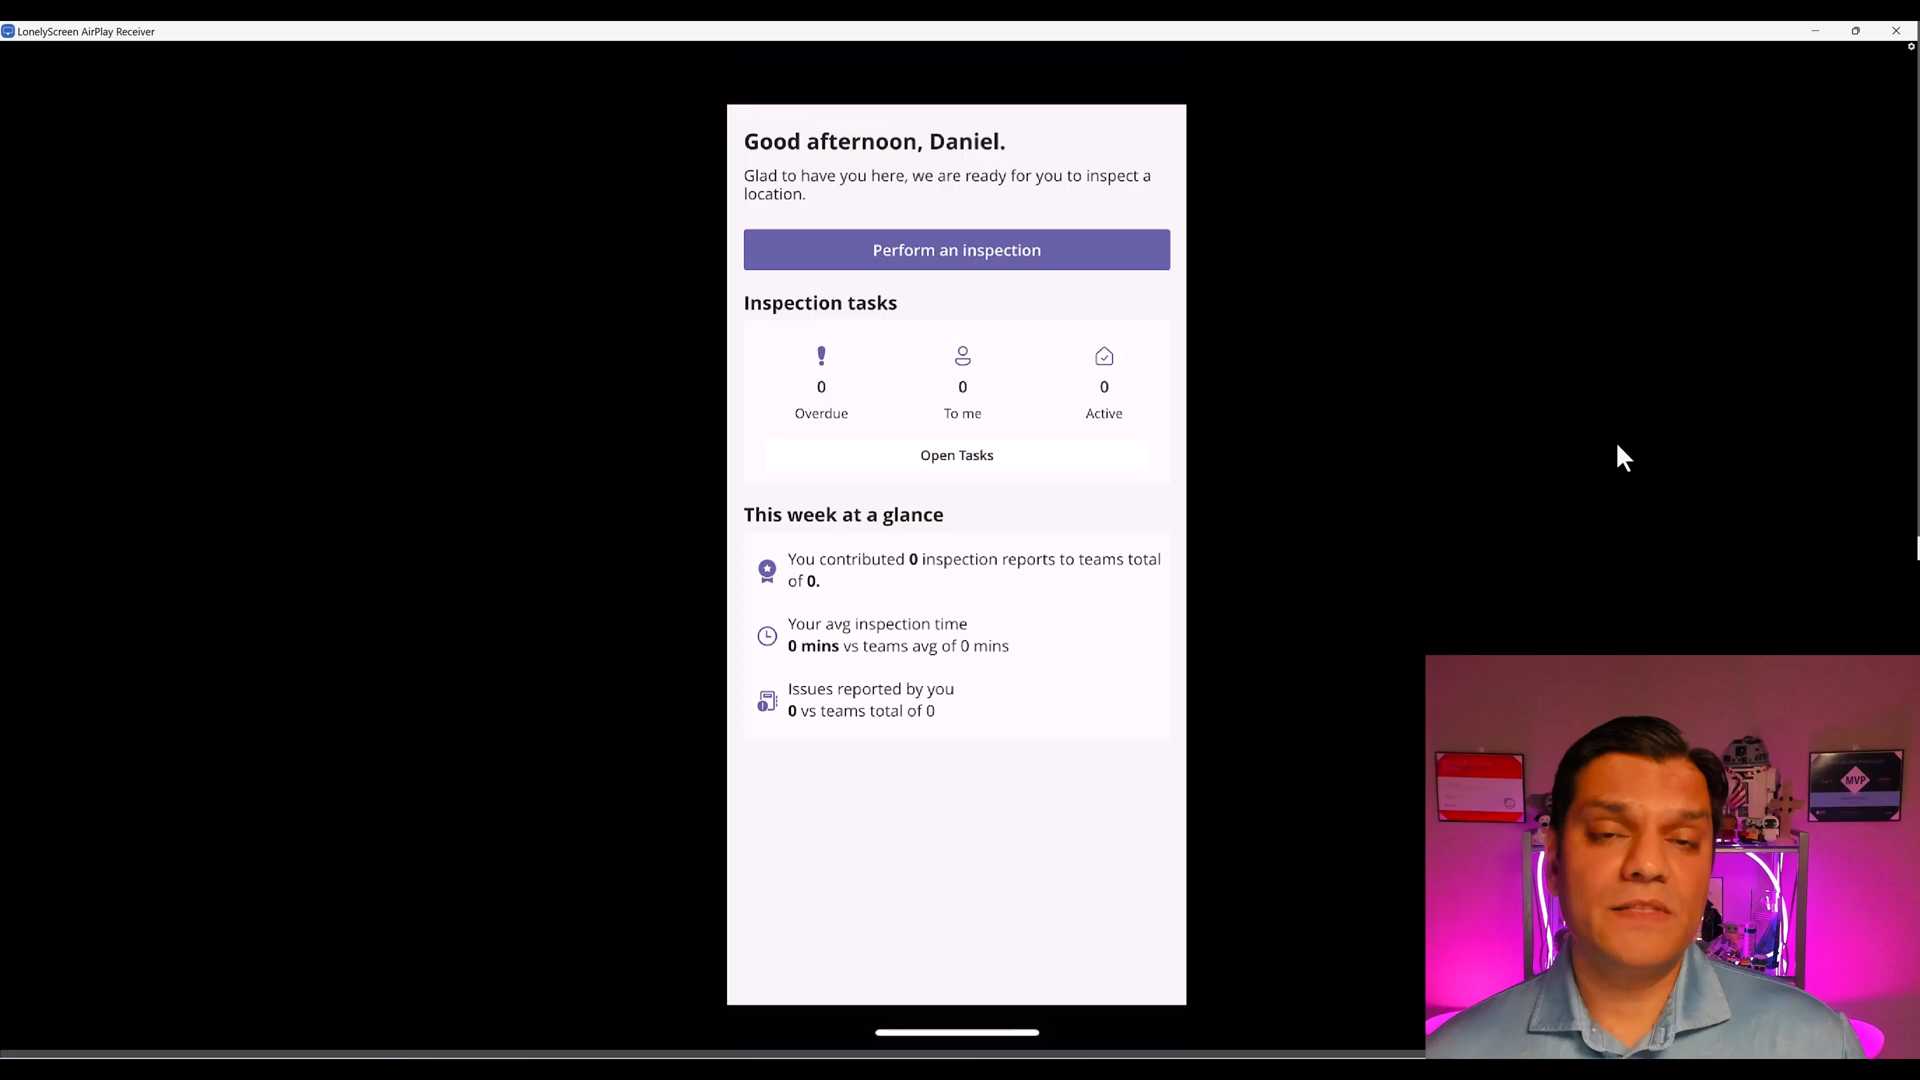 LonelyScreen AirPlay Receiver
Good afternoon, Daniel.
Glad to have you here, we are ready for you to inspect a
location.
Perform an inspection
Inspection tasks
0
0
0
Overdue
To me
Active
Open Tasks
This week at a glance
You contributed 0 inspection reports to teams total
of 0.
Your avg inspection time
0 mins vs teams avg of 0 mins
Issues reported by you
0 vs teams total of 0
MVP